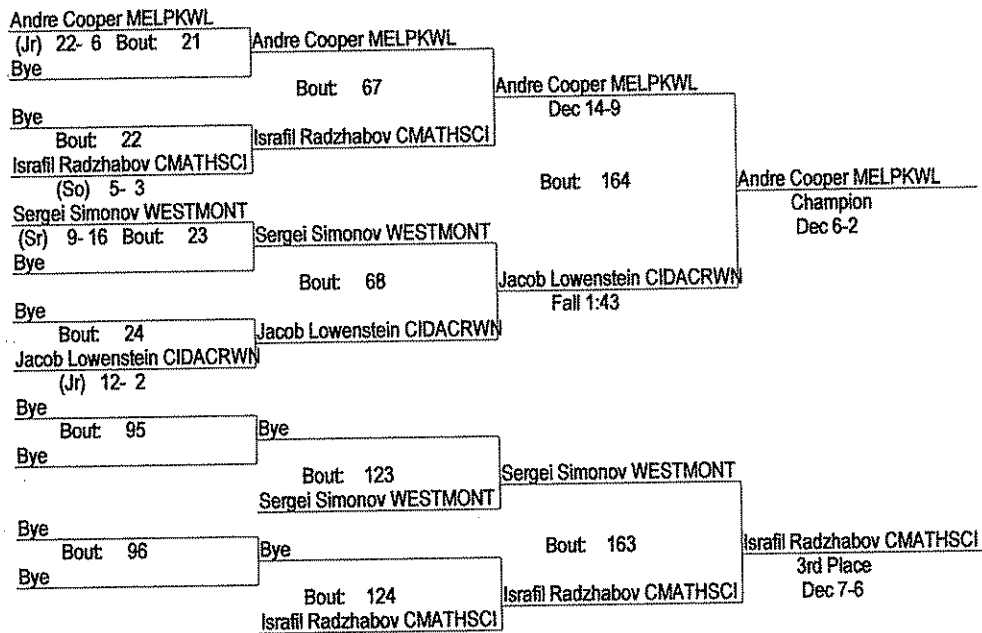 Andre Cooper MELPKWL
(Jr) 22- 6 Bout: 21
Bye
Andre Cooper MELPKWL
Bout: 67
Bye
Bout: 22
Israfil Radzhabov CMATHSCI
(So) 5- 3
Israfil Radzhabov CMATHSCI
Andre Cooper MELPKWL
Dec 14-9
Bout: 164
Sergei Simonov WESTMONT
(Sr) 9- 16 Bout: 23
Bye
Sergei Simonov WESTMONT
Bout: 68
Bye
Bout: 24
Jacob Lowenstein CIDACRWN
(Jr) 12- 2
Jacob Lowenstein CIDACRWN
Jacob Lowenstein CIDACRWN
Fall 1:43
Andre Cooper MELPKWL
Champion
Dec 6-2
Bye
Bout: 95
Bye
Bye
Bout: 123
Sergei Simonov WESTMONT
Sergei Simonov WESTMONT
Bout: 163
Bye
Bout: 96
Bye
Bye
Bout: 124
Israfil Radzhabov CMATHSCI
Israfil Radzhabov CMATHSCI
Israfil Radzhabov CMATHSCI
3rd Place
Dec 7-6